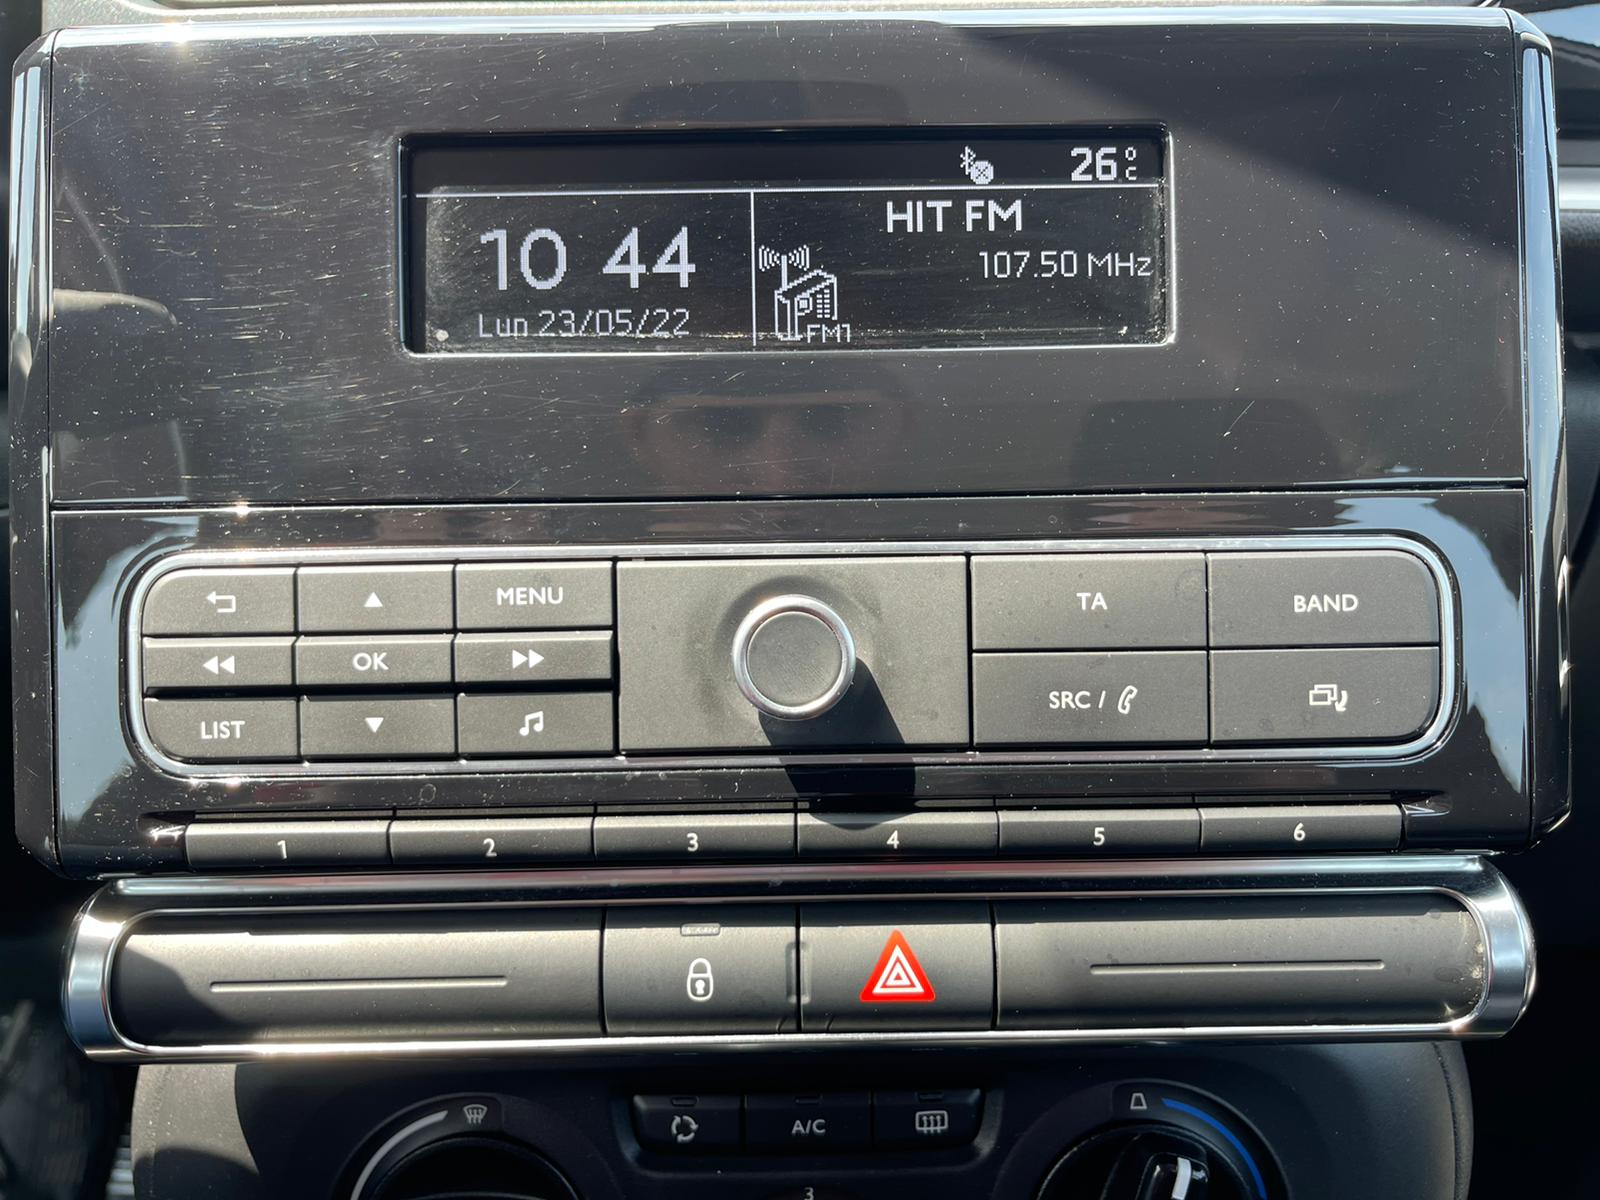 26°C
10 44
Lun 23/05/22
HIT FM
107.50 MHz
FM1
MENU
OK
LIST
TA
BAND
SRC /
1 2 3 4 5 6
A/C
3